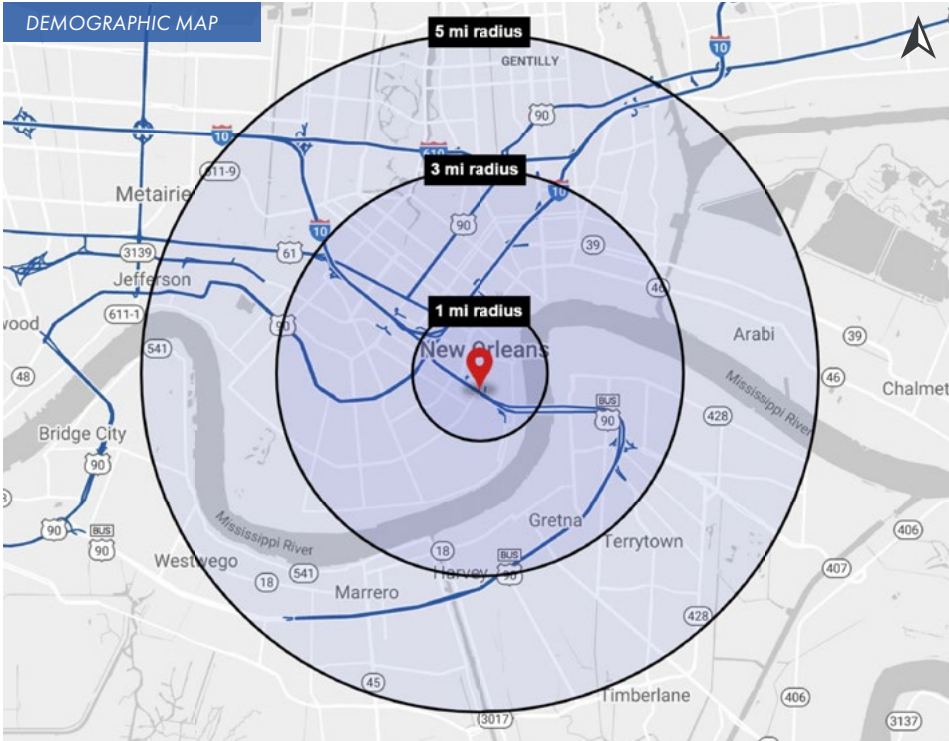 DEMOGRAPHIC MAP
5 mi radius
10
GENTILLY
90
10
610
611-9
3 mi radius
10
Metairie
90
10
39
3139
61
Jefferson
46
611-1
1 mi radius
wood
90
Arabi
39
541
New Orleans
48
46
Mississippi River
Chalmet
BUS
90
428
Bridge City
90
Gretna
406
90
BUS
90
Mississippi River
Terrytown
18
BUS
90
Westwego
Harvey
407
18
541
Marrero
428
45
Timberlane
406
3017
3137